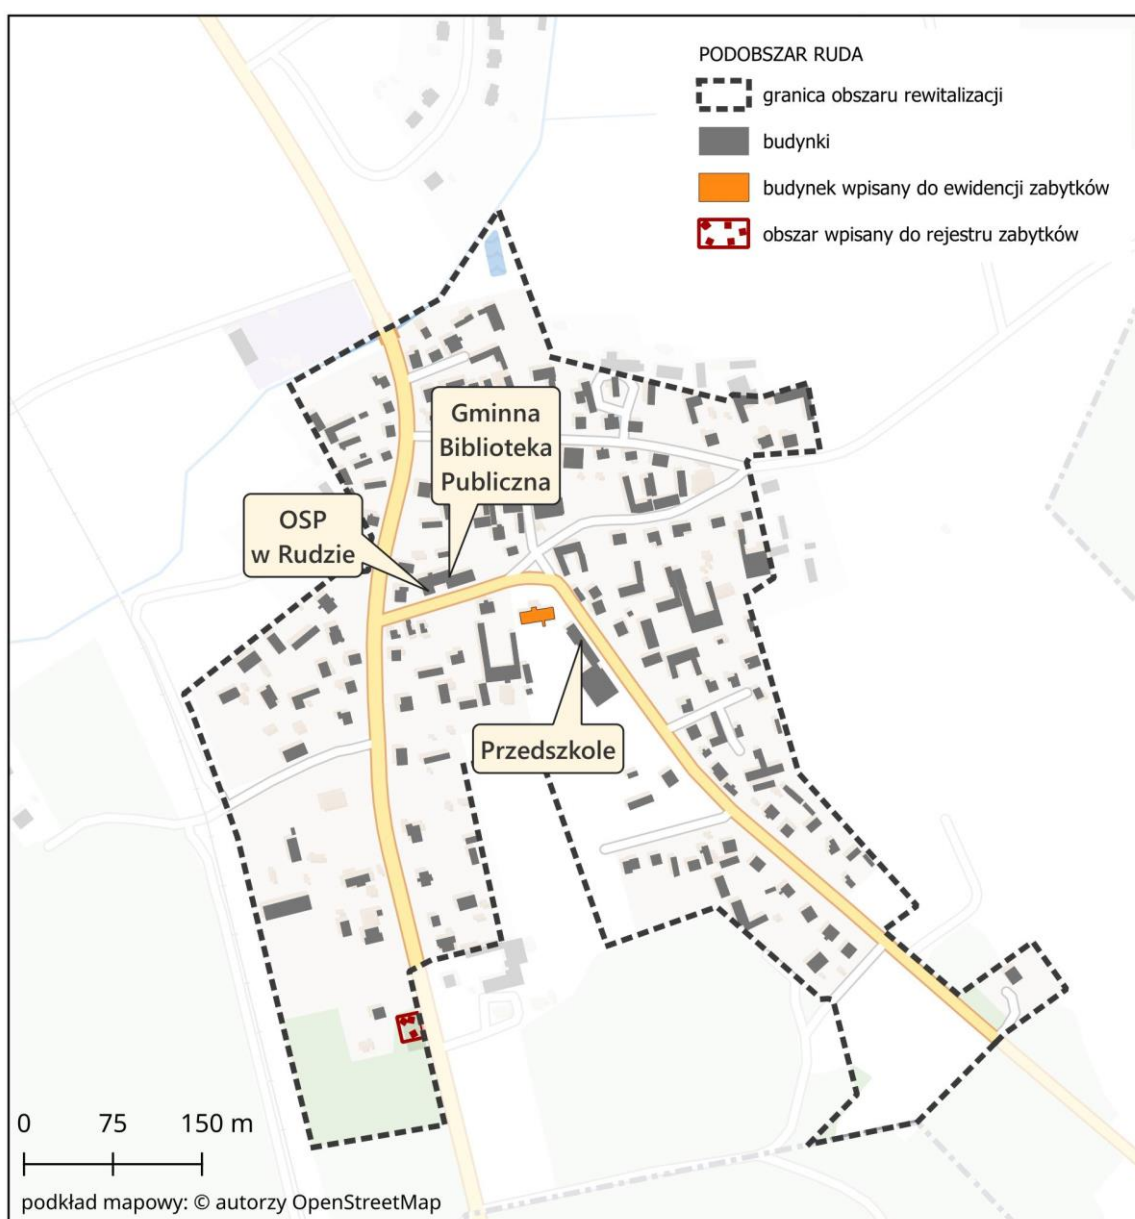 PODOBSZAR RUDA
granica obszaru rewitalizacji
budynki
budynek wpisany do ewidencji zabytków
obszar wpisany do rejestru zabytków
Gminna
Biblioteka
Publiczna
OSP
w Rudzie
Przedszkole
0 75 150 m
podkład mapowy: © autorzy OpenStreetMap